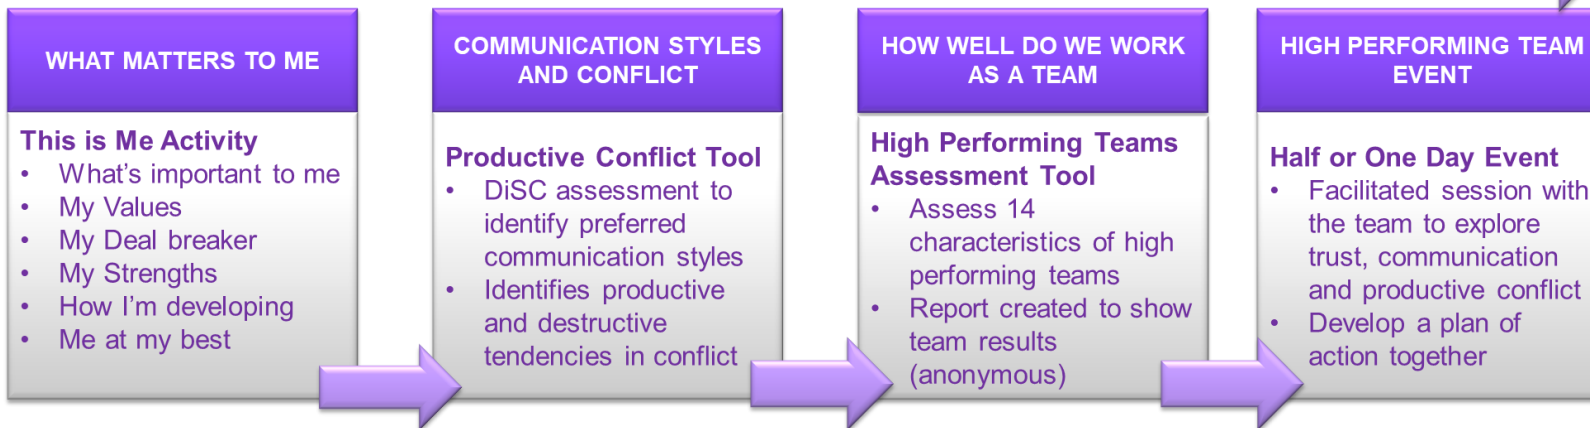 WHAT MATTERS TO ME
This is Me Activity
• What's important to me
• My Values
• My Deal breaker
• My Strengths
• How I'm developing
• Me at my best
COMMUNICATION STYLES
AND CONFLICT
Productive Conflict Tool
• DiSC assessment to
identify preferred
communication styles
• Identifies productive
and destructive
tendencies in conflict
HOW WELL DO WE WORK
AS A TEAM
High Performing Teams
Assessment Tool
• Assess 14
characteristics of high
performing teams
• Report created to show
team results
(anonymous)
HIGH PERFORMING TEAM
EVENT
Half or One Day Event
• Facilitated session with
the team to explore
trust, communication
and productive conflict
• Develop a plan of
action together